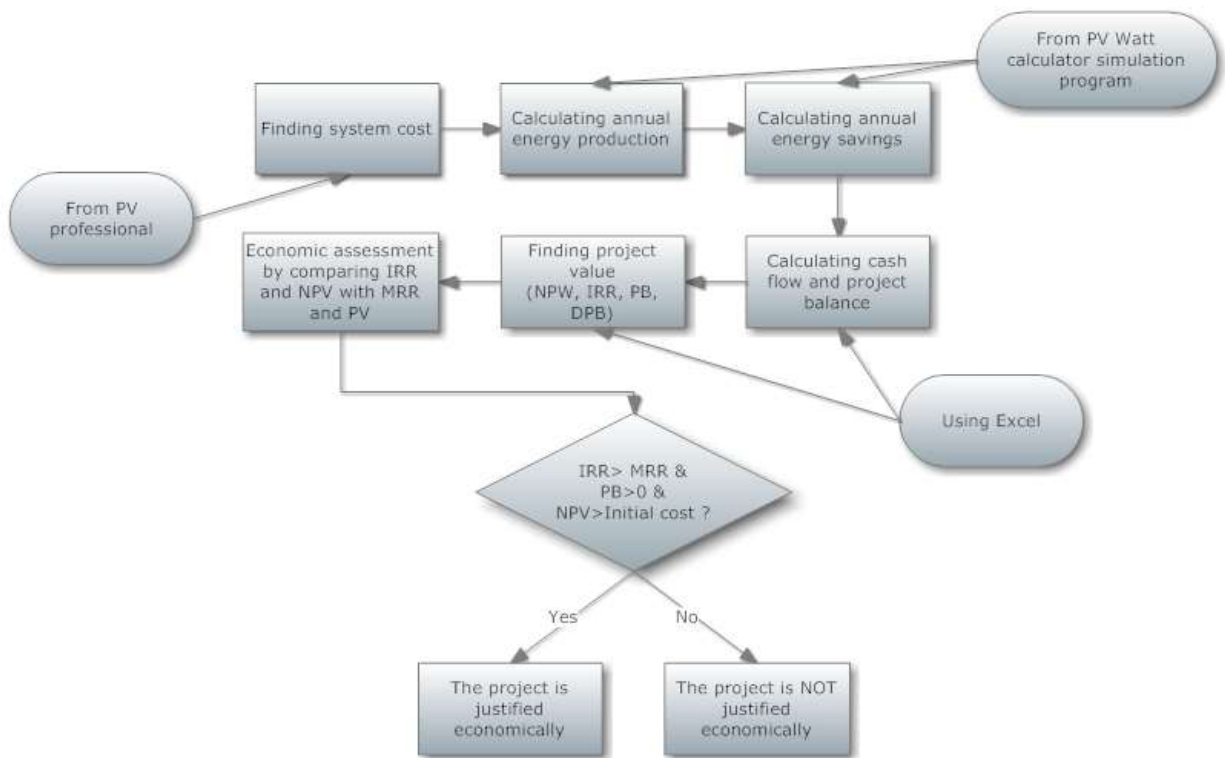 From PV Watt
calculator simulation
program
Finding system cost
Calculating annual
energy production
Calculating annual
energy savings
From PV
professional
Economic assessment
by comparing IRR
and NPV with MRR
and PV
Finding project
value
(NPW, IRR, PB,
DPB)
Calculating cash
flow and project
balance
Using Excel
IRR> MRR &
PB>0 &
NPV>Initial cost ?
Yes
No
The project is
justified
economically
The project is NOT
justified
economically